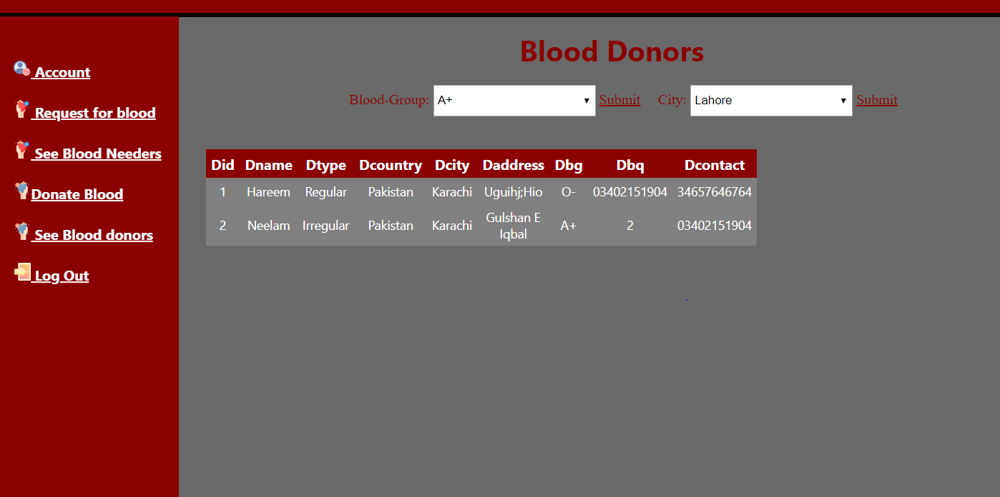 Account
Request for blood
See Blood Needers
Donate Blood
See Blood donors
Log Out
Blood Donors
Blood-Group: A+ Submit City: Lahore Submit
Did Dname Dtype Dcountry Dcity Daddress Dbg Dbq Dcontact
1 Hareem Regular Pakistan Karachi Uguihj;Hio O- 03402151904 34657646764
2 Neelam Irregular Pakistan Karachi Gulshan E Iqbal A+ 2 03402151904